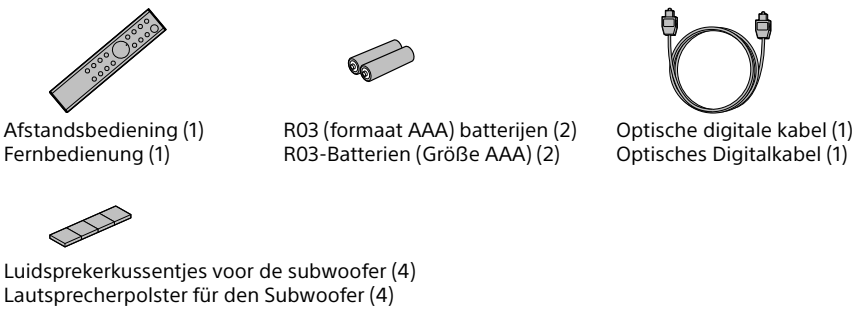 Afstandsbediening (1)
Fernbedienung (1)
R03 (formaat AAA) batterijen (2)
R03-Batterien (Größe AAA) (2)
Optische digitale kabel (1)
Optisches Digitalkabel (1)
Luidsprekerkussentjes voor de subwoofer (4)
Lautsprecherpolster für den Subwoofer (4)